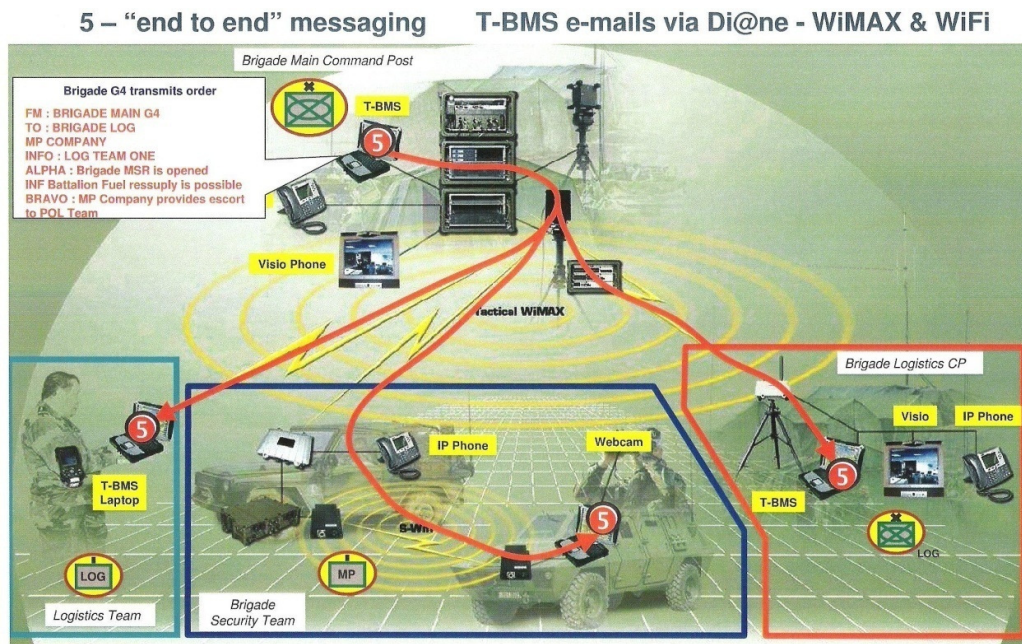 5 – “end to end” messaging T-BMS e-mails via Di@ne - WiMAX & WiFi
Brigade Main Command Post
Brigade G4 transmits order
FM : BRIGADE MAIN G4
TO : BRIGADE LOG
MP COMPANY
INFO : LOG TEAM ONE
ALPHA : Brigade MSR is opened
INF Battalion Fuel ressuply is possible
BRAVO : MP Company provides escort
to POL Team
T-BMS
5
Visio Phone
Tactical WiMAX
Brigade Logistics CP
Visio
IP Phone
5
T-BMS
LOG
5
T-BMS
Laptop
LOG
Logistics Team
IP Phone
Webcam
5
MP
Brigade
Security Team